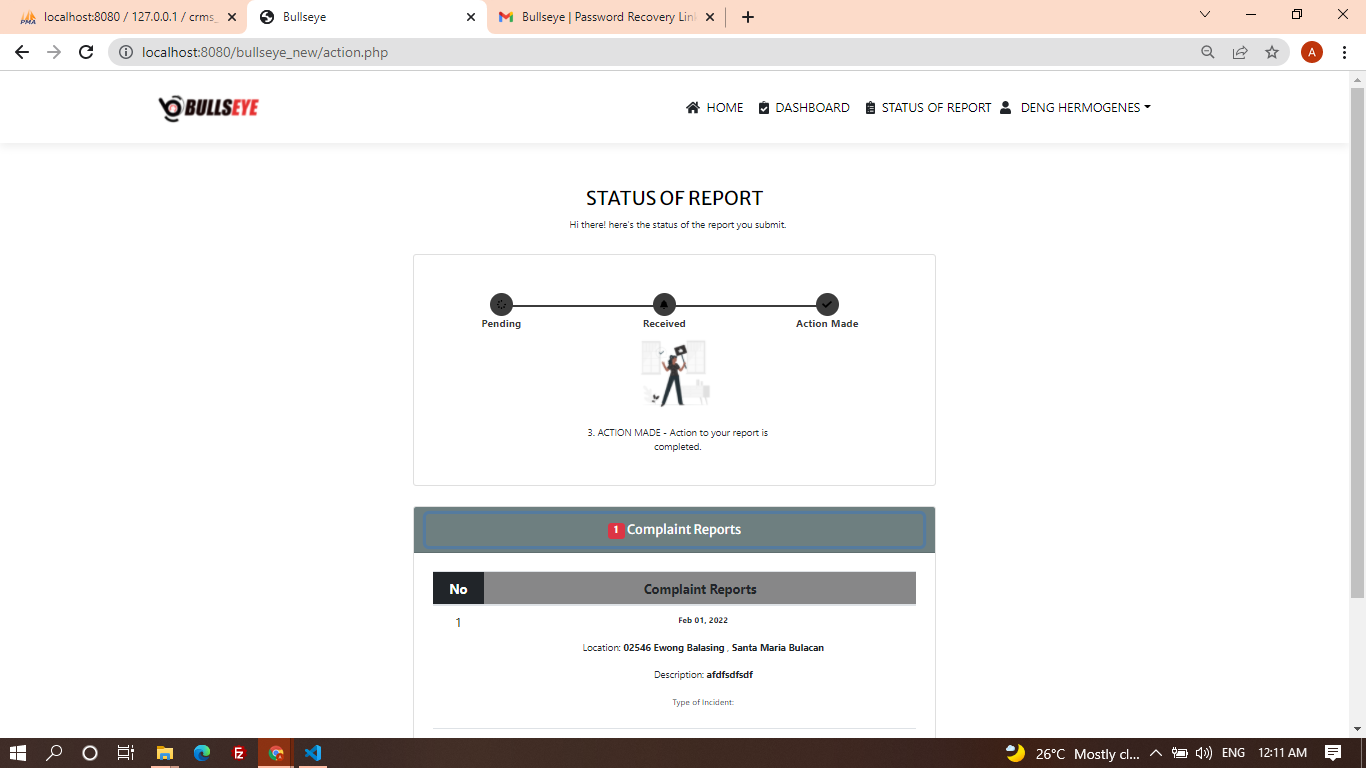 localhost:8080 / 127.0.0.1 / crms_
Bullseye
Bullseye | Password Recovery Lin
localhost:8080/bullseye_new/action.php
A
BULLSEYE
HOME
DASHBOARD
STATUS OF REPORT
DENG HERMOGENES
STATUS OF REPORT
Hi there! here's the status of the report you submit.
Pending
Received
Action Made
3. ACTION MADE - Action to your report is
completed.
1 Complaint Reports
No
Complaint Reports
1
Feb 01, 2022
Location: 02546 Ewong Balasing , Santa Maria Bulacan
Description: afdfsdfsdf
Type of Incident:
26°C Mostly cl...
ENG
12:11 AM